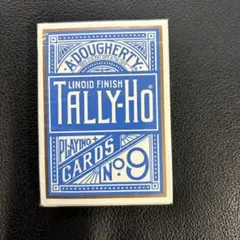 A.DOUGHERTY
LINOID FINISH
TALLY-HO
PLAYING
CARDS
No. 9